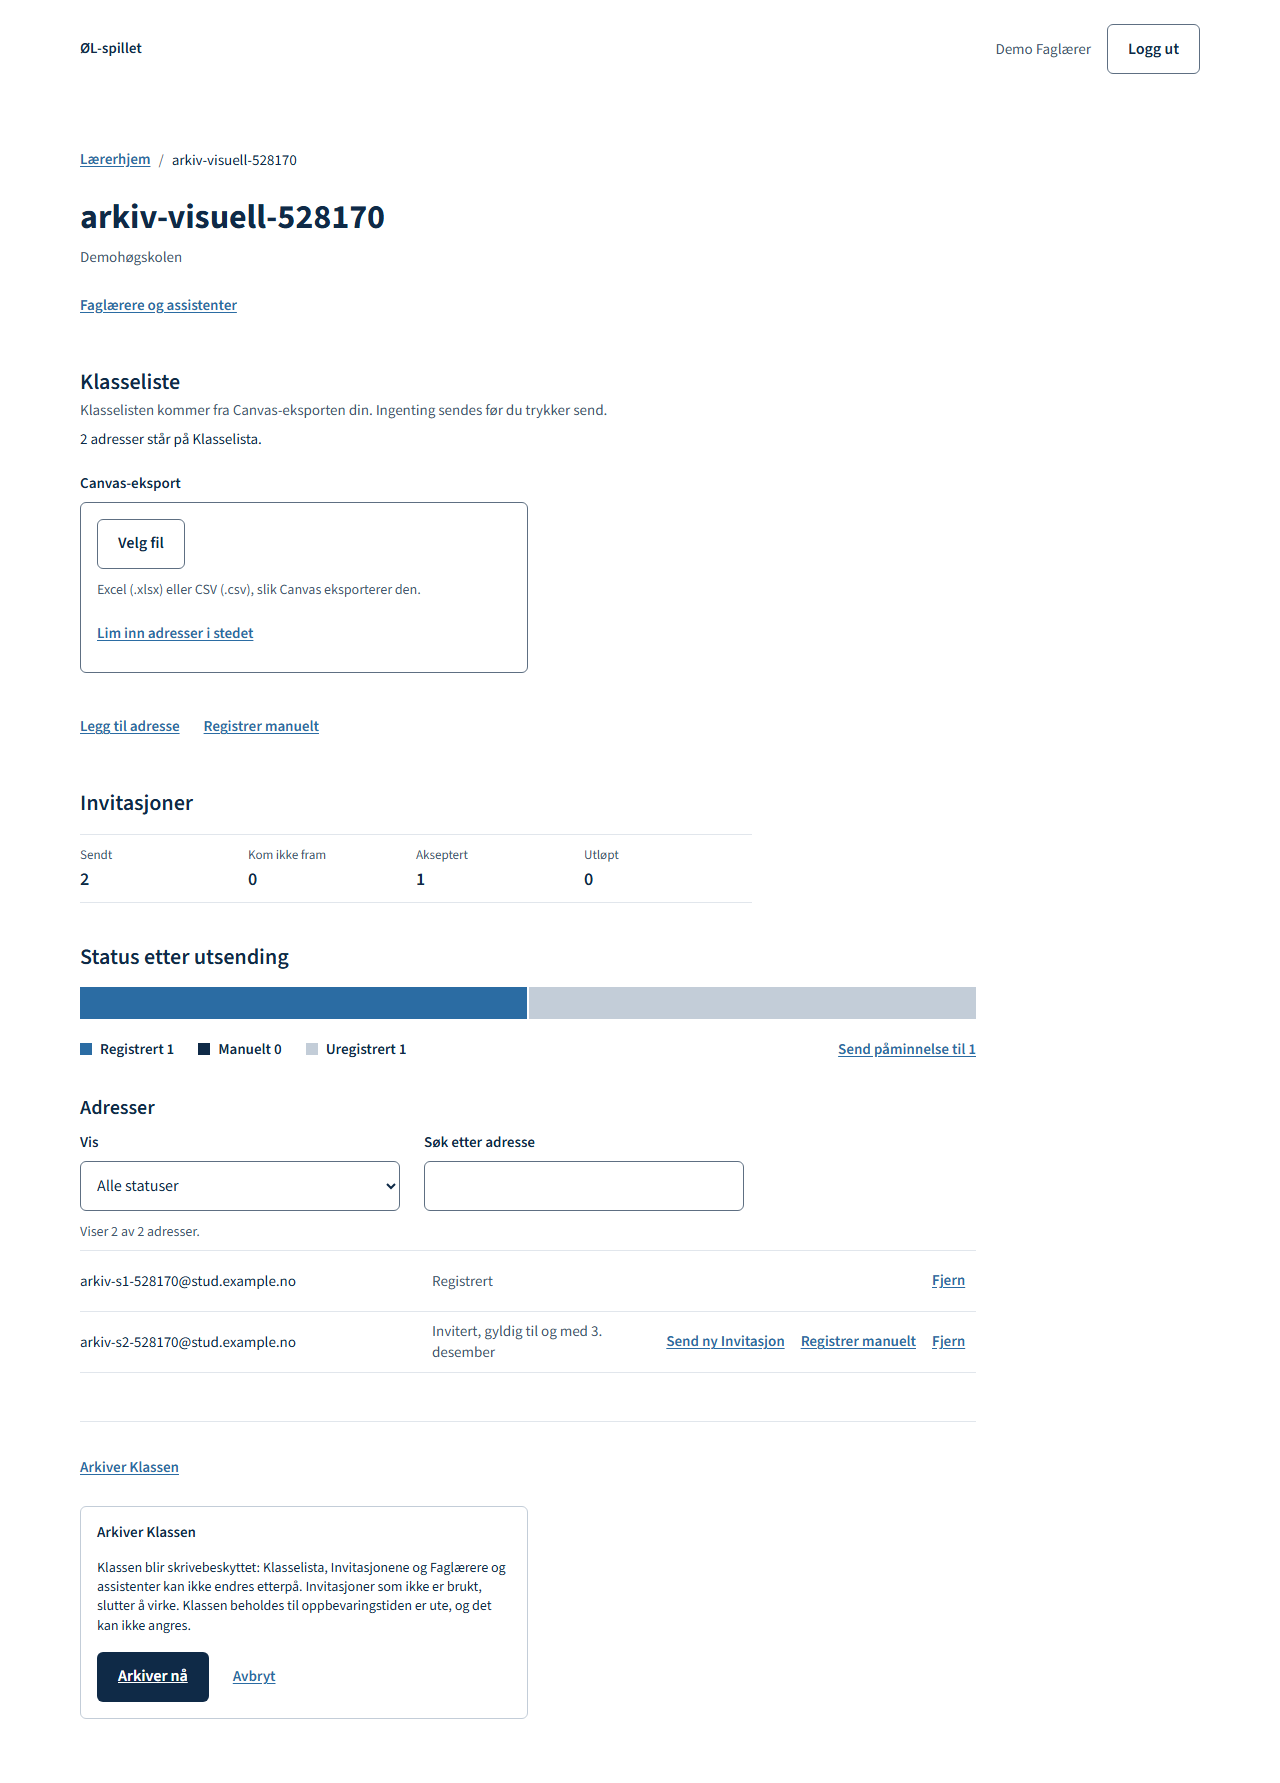 ØL-spillet
Demo Faglærer
Logg ut
Lærerhjem / arkiv-visuell-528170
arkiv-visuell-528170
Demohøgskolen
Faglærere og assistenter
Klasseliste
Klasselisten kommer fra Canvas-eksporten din. Ingenting sendes før du trykker send.
2 adresser står på Klasselista.
Canvas-eksport
Velg fil
Excel (.xlsx) eller CSV (.csv), slik Canvas eksporterer den.
Lim inn adresser i stedet
Legg til adresse Registrer manuelt
Invitasjoner
Sendt Kom ikke fram Akseptert Utløpt
2 0 1 0
Status etter utsending
Registrert 1 Manuelt 0 Uregistrert 1 Send påminnelse til 1
Adresser
Vis Søk etter adresse
Alle statuser
Viser 2 av 2 adresser.
arkiv-s1-528170@stud.example.no Registrert Fjern
arkiv-s2-528170@stud.example.no Invitert, gyldig til og med 3.
desember
Send ny Invitasjon Registrer manuelt Fjern
Arkiver Klassen
Arkiver Klassen
Klassen blir skrivebeskyttet: Klasselista, Invitasjonene og Faglærere og
assistenter kan ikke endres etterpå. Invitasjoner som ikke er brukt,
slutter å virke. Klassen beholdes til oppbevaringstiden er ute, og det
kan ikke angres.
Arkiver nå Avbryt